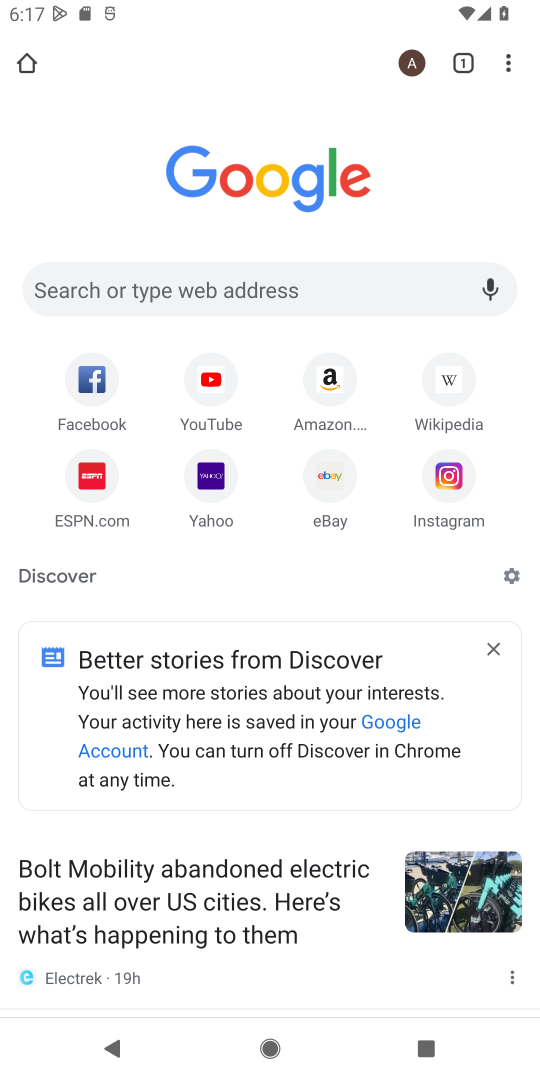 6:17
A
1
Google
Search or type web address
Facebook
YouTube
Amazon....
Wikipedia
ESPN
YAHOO!
ebay
W
a
ESPN.com
Yahoo
eBay
Instagram
Discover
Better stories from Discover
You'll see more stories about your interests.
Your activity here is saved in your Google
Account. You can turn off Discover in Chrome
at any time.
Bolt Mobility abandoned electric
bikes all over US cities. Here’s
what’s happening to them
Electrek · 19h